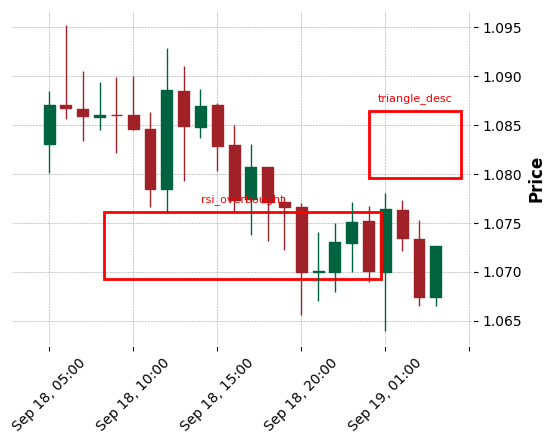 1.095
1.090
triangle_desc
1.085
1.080
Price
rsi_overbought
1.075
1.070
1.065
Sep 18, 05:00
Sep 18, 10:00
Sep 18, 15:00
Sep 18, 20:00
Sep 19, 01:00